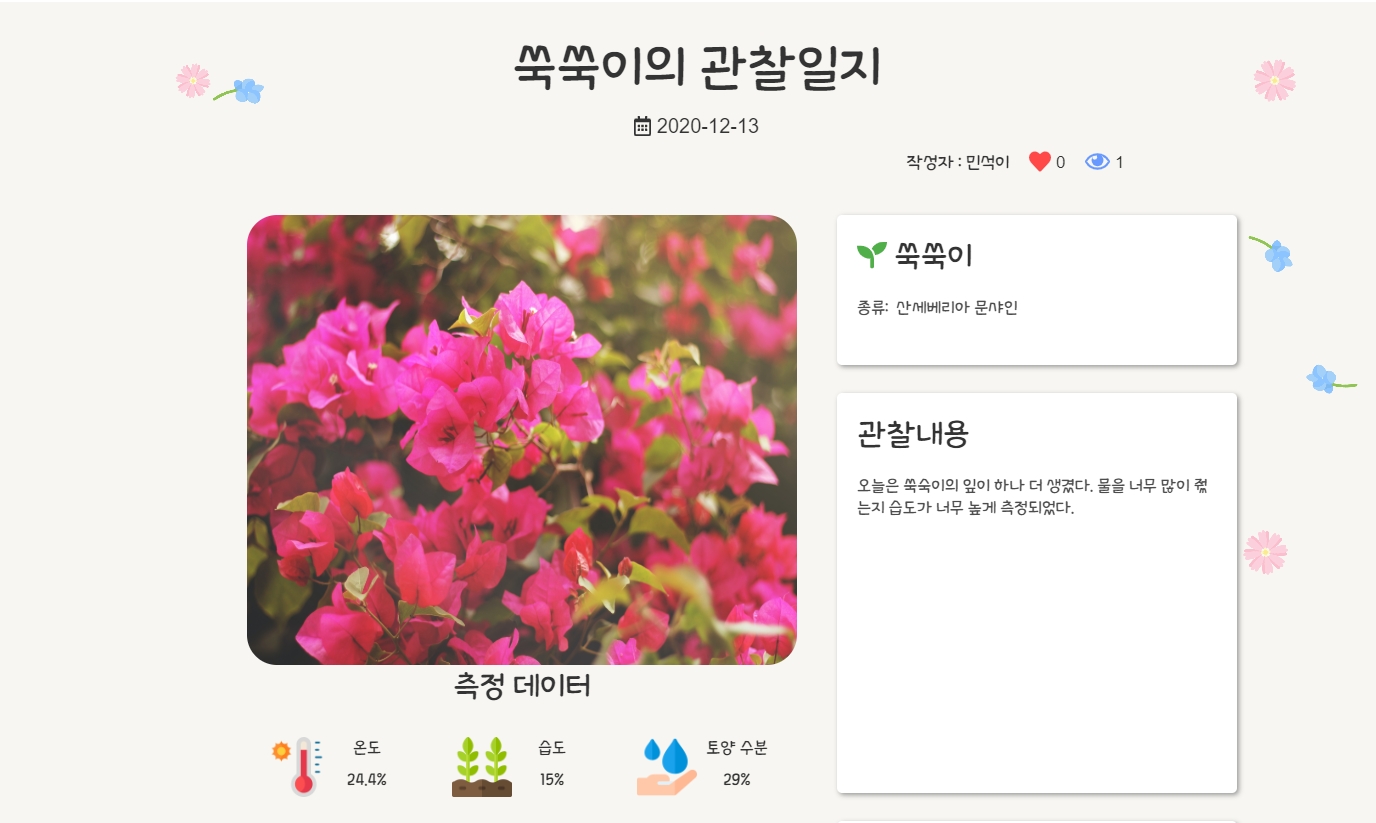 쑥쑥이의 관찰일지
2020-12-13
작성자 : 민석이 0 1
쑥쑥이
종류: 산세베리아 문샤인
관찰내용
오늘은 쑥숙이의 잎이 하나 더 생겼다. 물을 너무 많이 줬
는지 습도가 너무 높게 측정되었다.
측정 데이터
온도
24.4%
습도
15%
토양 수분
29%